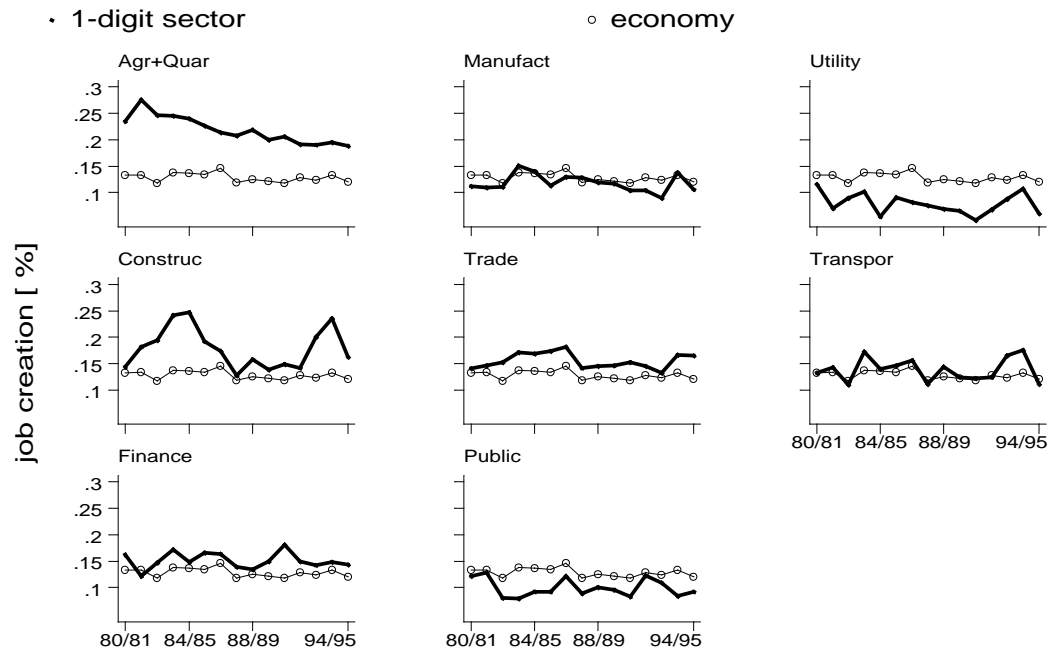 1-digit sector
economy
Agr+Quar
Manufact
Utility
.3
.25
.2
.15
.1
Construc
Trade
Transpor
.3
.25
.2
.15
.1
80/81 84/85 88/89 94/95
Finance
Public
.3
.25
.2
.15
.1
80/81 84/85 88/89 94/95
80/81 84/85 88/89 94/95
job creation [ %]